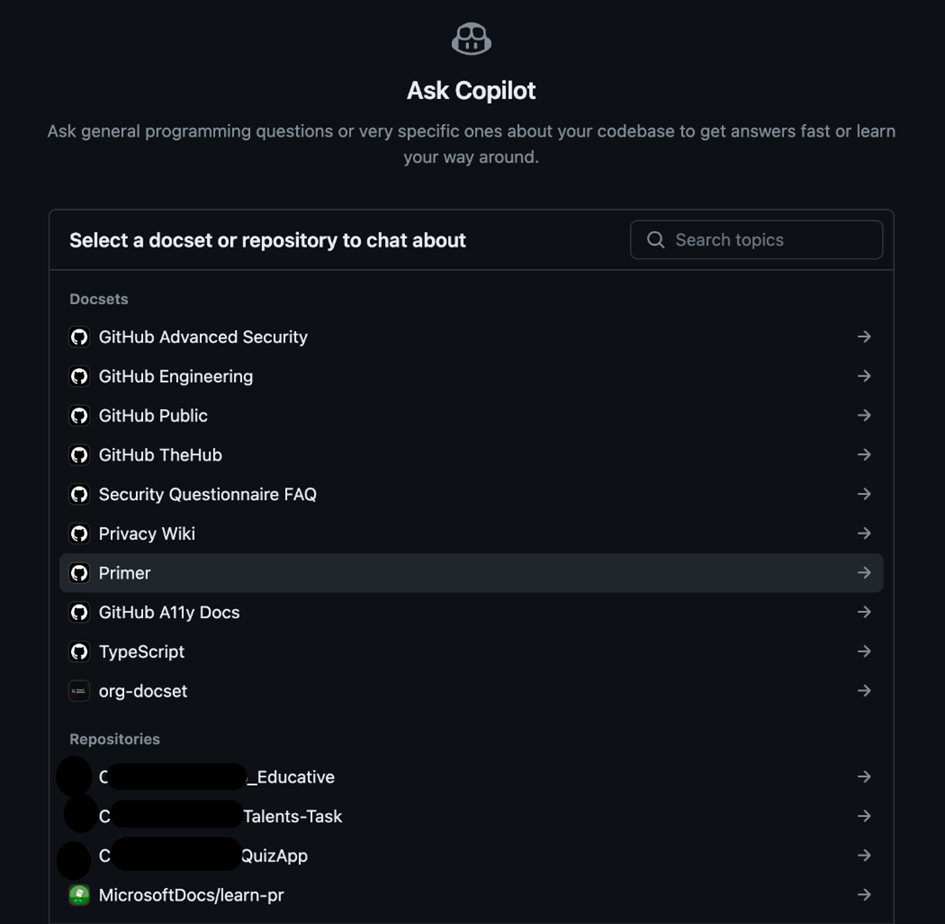 Ask Copilot
Ask general programming questions or very specific ones about your codebase to get answers fast or learn
your way around.
Select a docset or repository to chat about
Search topics
Docsets
GitHub Advanced Security
GitHub Engineering
GitHub Public
GitHub TheHub
Security Questionnaire FAQ
Privacy Wiki
Primer
GitHub A11y Docs
TypeScript
org-docset
Repositories
C _Educative
C Talents-Task
C QuizApp
MicrosoftDocs/learn-pr